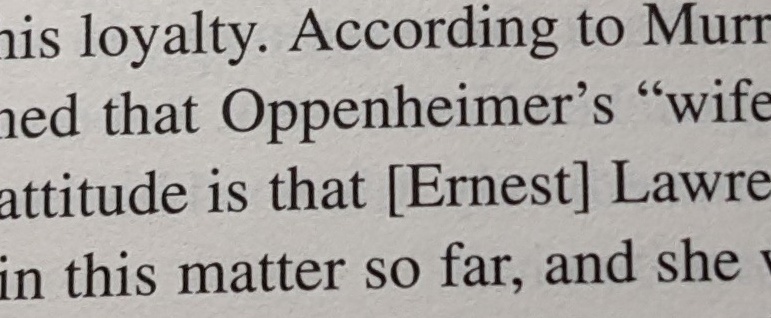 his loyalty. According to Murr
ned that Oppenheimer's “wife
attitude is that [Ernest] Lawre
in this matter so far, and she